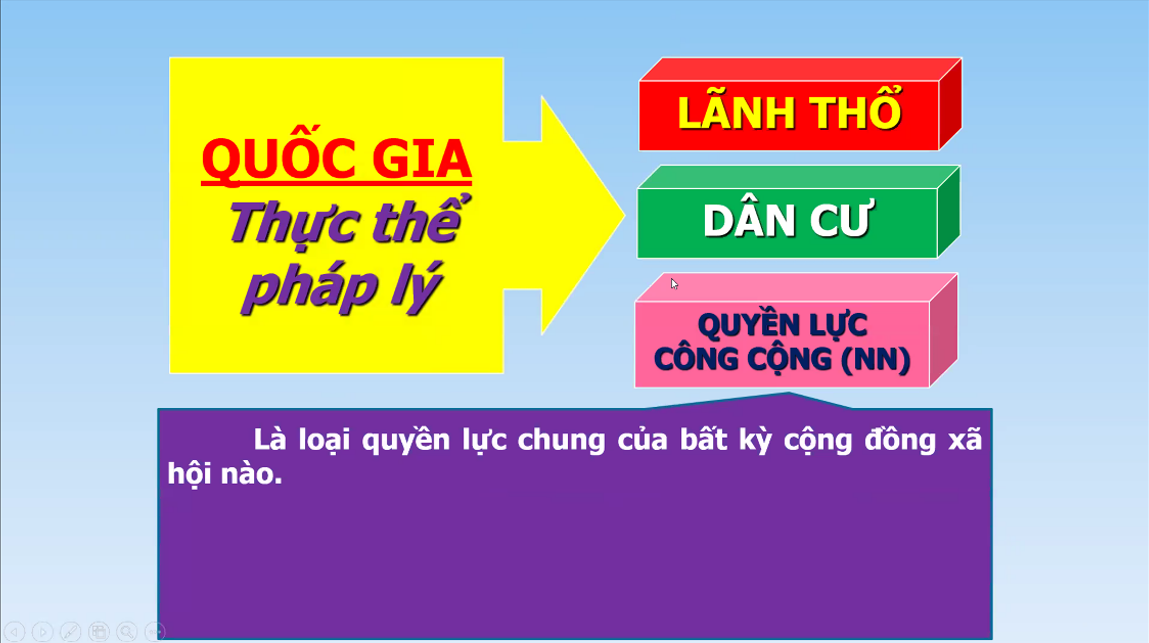 QUỐC GIA
Thực thể
pháp lý
LÃNH THỔ
DÂN CƯ
QUYỀN LỰC
CÔNG CỘNG (NN)
Là loại quyền lực chung của bất kỳ cộng đồng xã
hội nào.